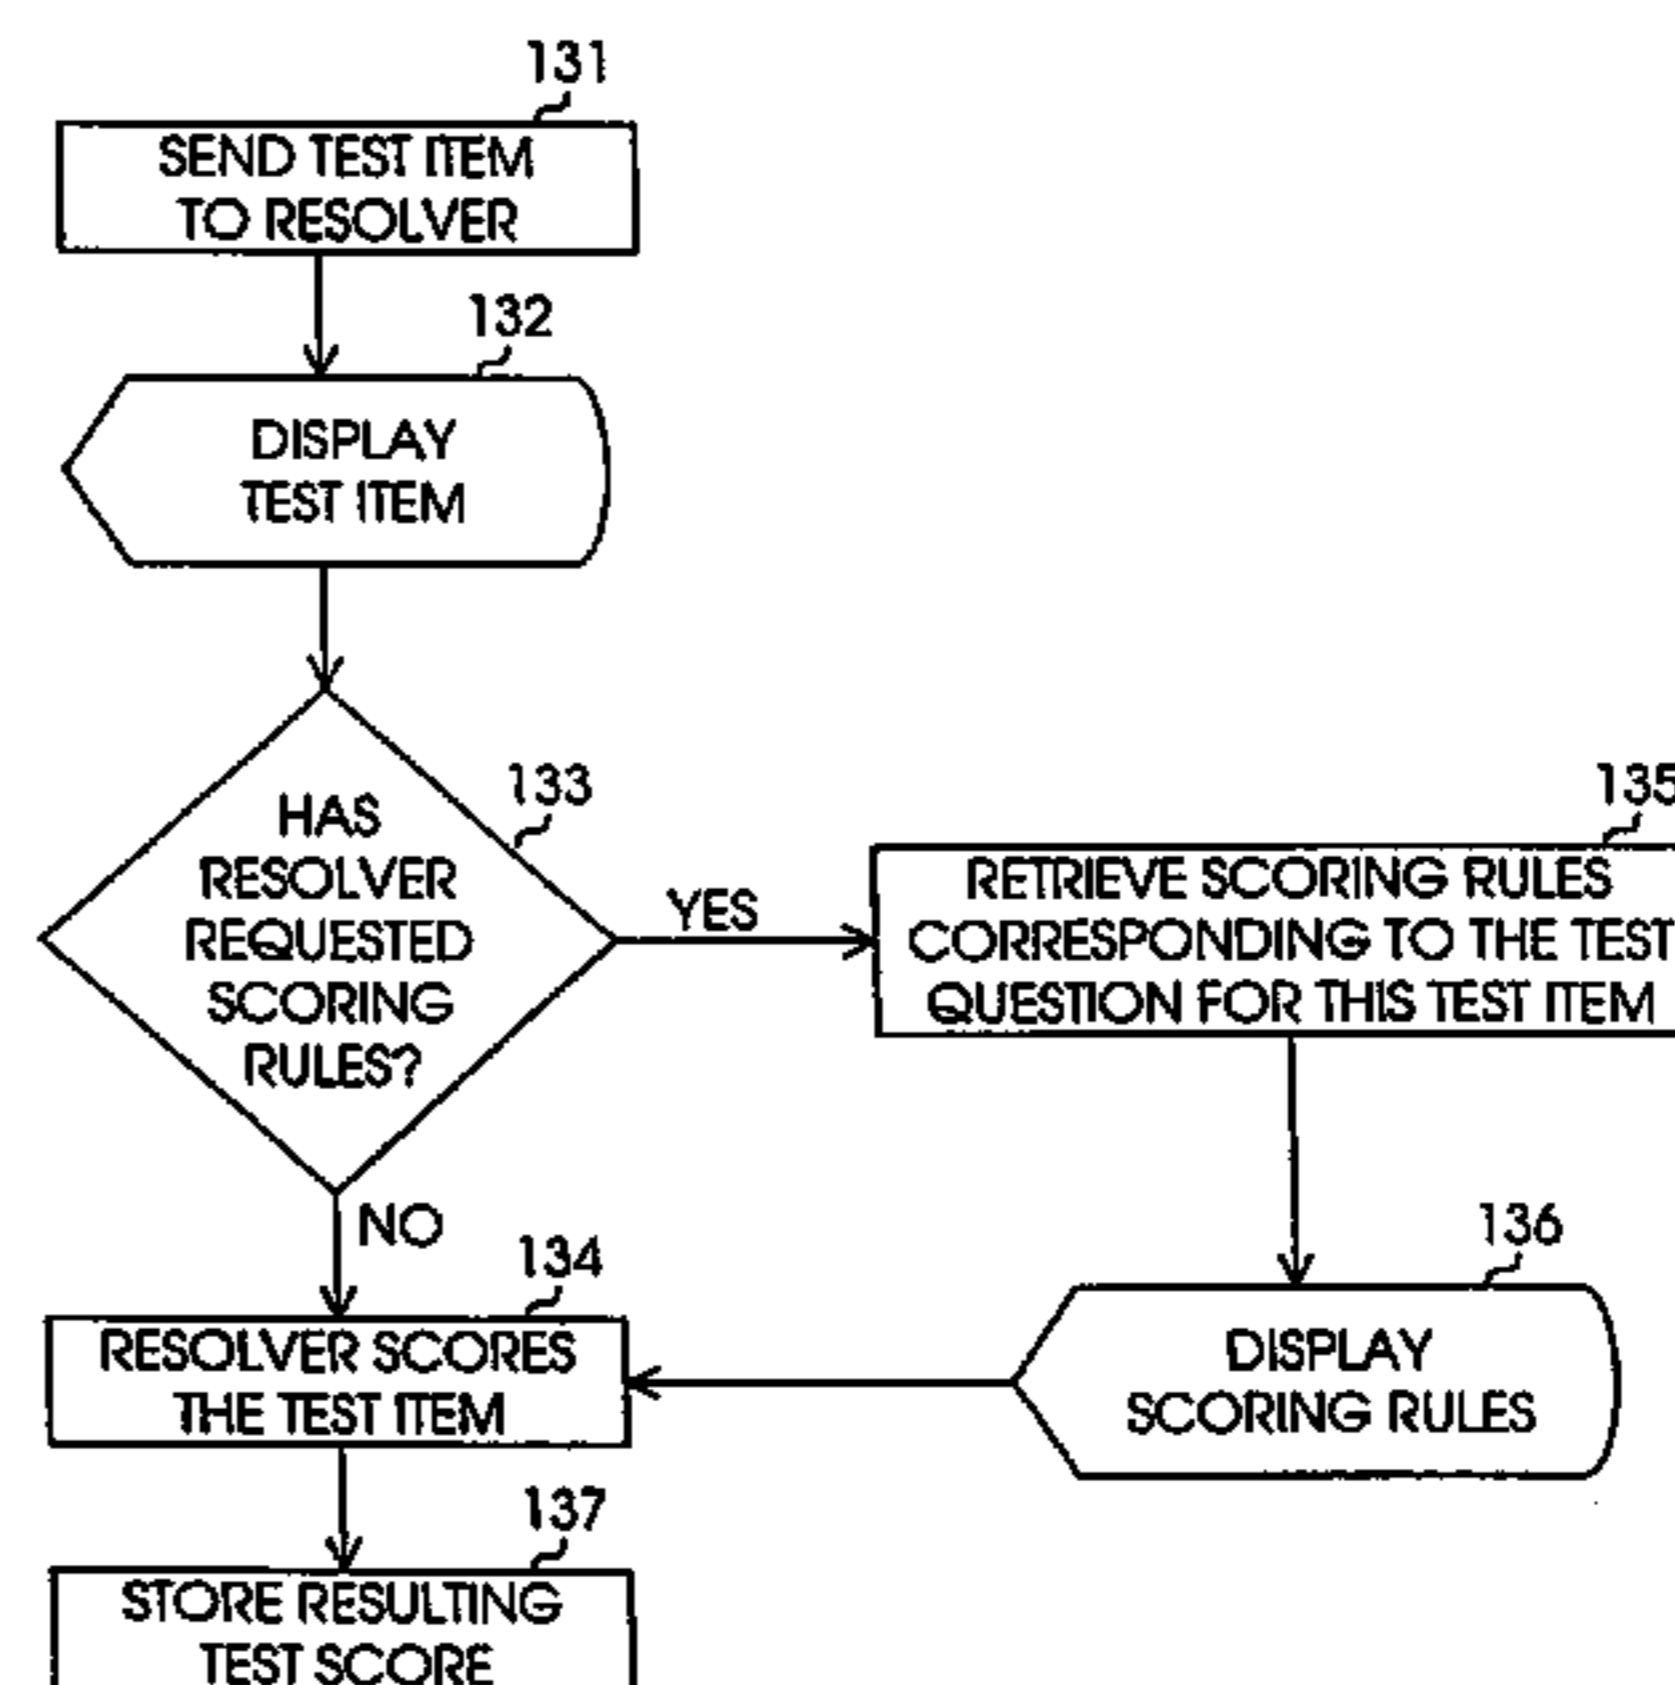 131
SEND TEST ITEM
TO RESOLVER
132
DISPLAY
TEST ITEM
133
HAS
RESOLVER
REQUESTED
SCORING
RULES?
YES
135
RETRIEVE SCORING RULES
CORRESPONDING TO THE TEST
QUESTION FOR THIS TEST ITEM
NO
134
RESOLVER SCORES
THE TEST ITEM
136
DISPLAY
SCORING RULES
137
STORE RESULTING
TEST SCORE